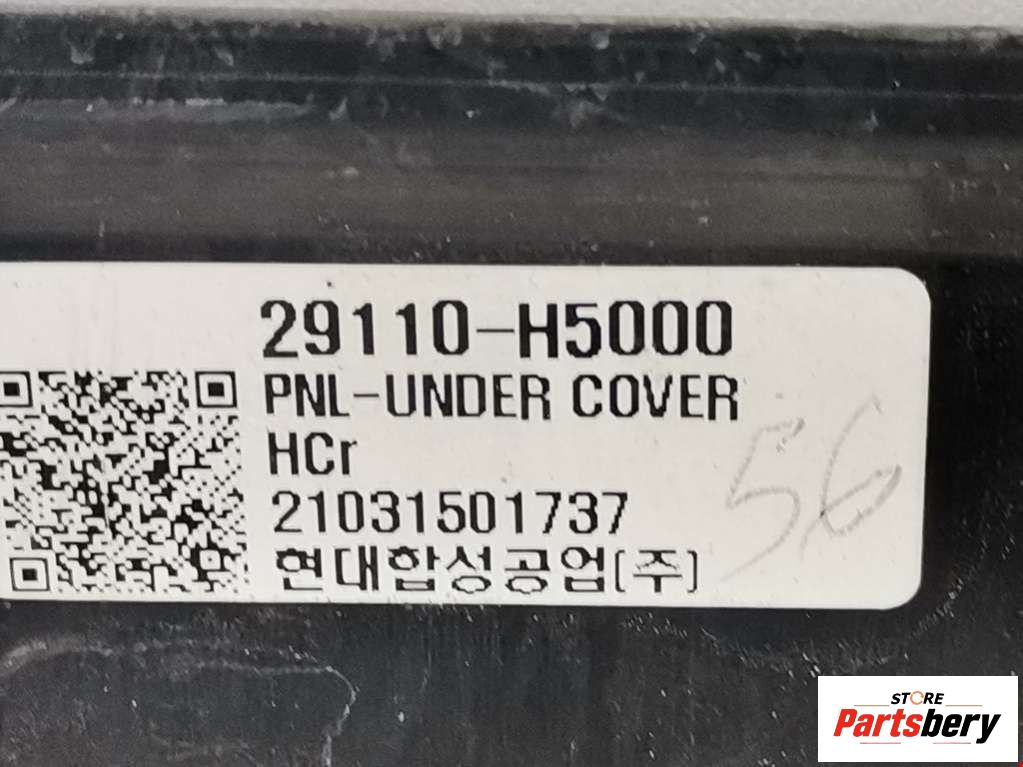 29110-H5000
PNL-UNDER COVER
HCr
21031501737
현대합성공업(주)
56
STORE
Partsbery